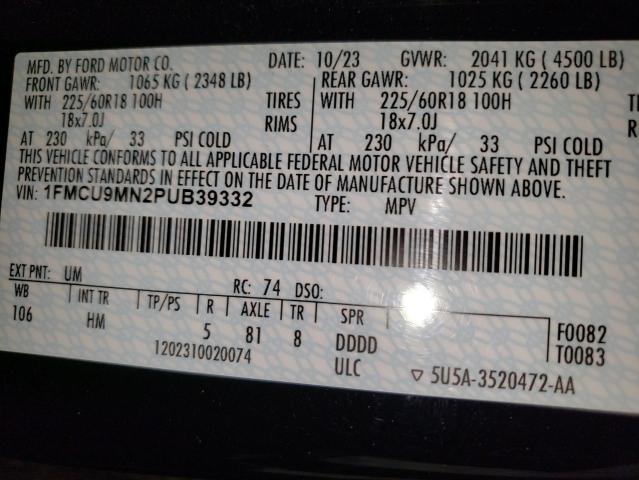 MFD. BY FORD MOTOR CO. DATE: 10/23 GVWR: 2041 KG ( 4500 LB)
FRONT GAWR: 1065 KG ( 2348 LB) REAR GAWR: 1025 KG ( 2260 LB)
WITH 225/60R18 100H TIRES WITH 225/60R18 100H
18x7.0J RIMS 18x7.0J
AT 230 kPa/ 33 PSI COLD AT 230 kPa/ 33 PSI COLD
THIS VEHICLE CONFORMS TO ALL APPLICABLE FEDERAL MOTOR VEHICLE SAFETY AND THEFT
PREVENTION STANDARDS IN EFFECT ON THE DATE OF MANUFACTURE SHOWN ABOVE.
VIN: 1FMCU9MN2PUB39332 TYPE: MPV
EXT PNT: UM RC: 74 DSO:
WB INT TR TP/PS R AXLE TR SPR
106 HM 5 81 8 DDDD F0082
1202310020074 ULC T0083
5U5A-3520472-AA